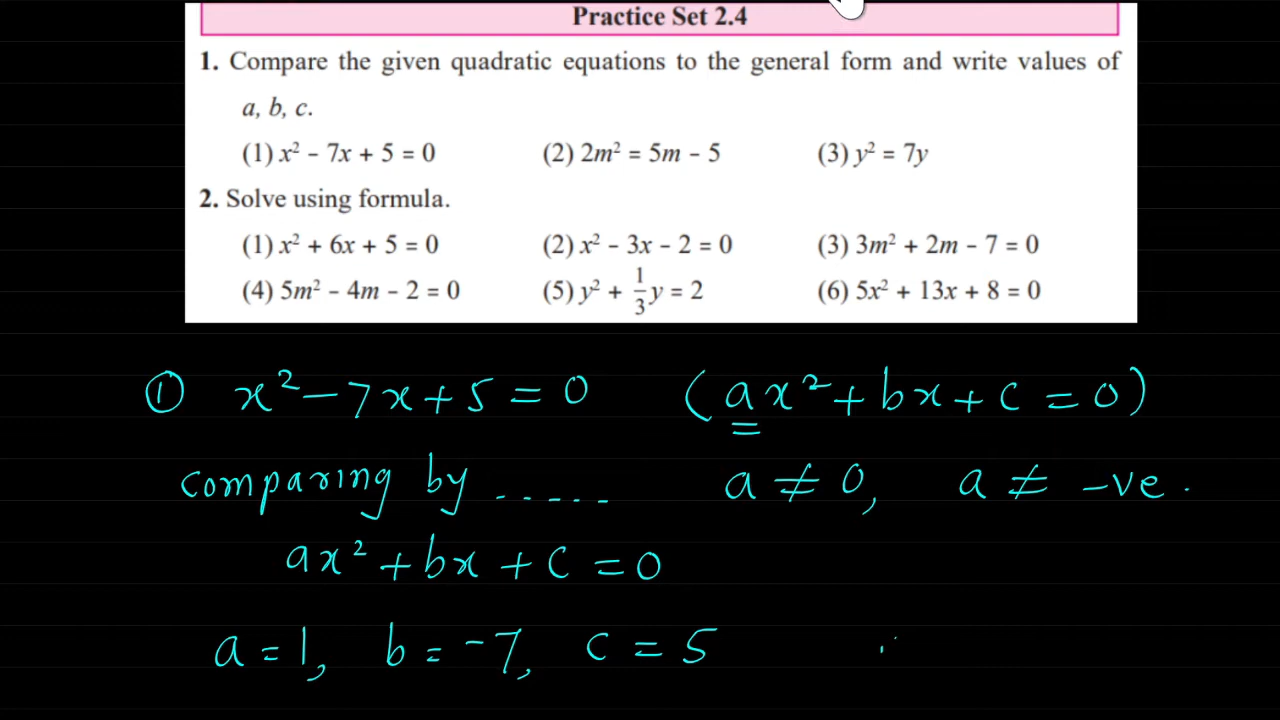 Practice Set 2.4
1. Compare the given quadratic equations to the general form and write values of
a, b, c.
(1) x² - 7x + 5 = 0 (2) 2m² = 5m - 5 (3) y² = 7y
2. Solve using formula.
(1) x² + 6x + 5 = 0 (2) x² - 3x - 2 = 0 (3) 3m² + 2m - 7 = 0
(4) 5m² - 4m - 2 = 0 (5) y² + 1/3 y = 2 (6) 5x² + 13x + 8 = 0
① x² - 7x + 5 = 0 (ax² + bx + c = 0)
comparing by ..... a ≠ 0, a ≠ -ve.
ax² + bx + c = 0
a = 1, b = -7, c = 5